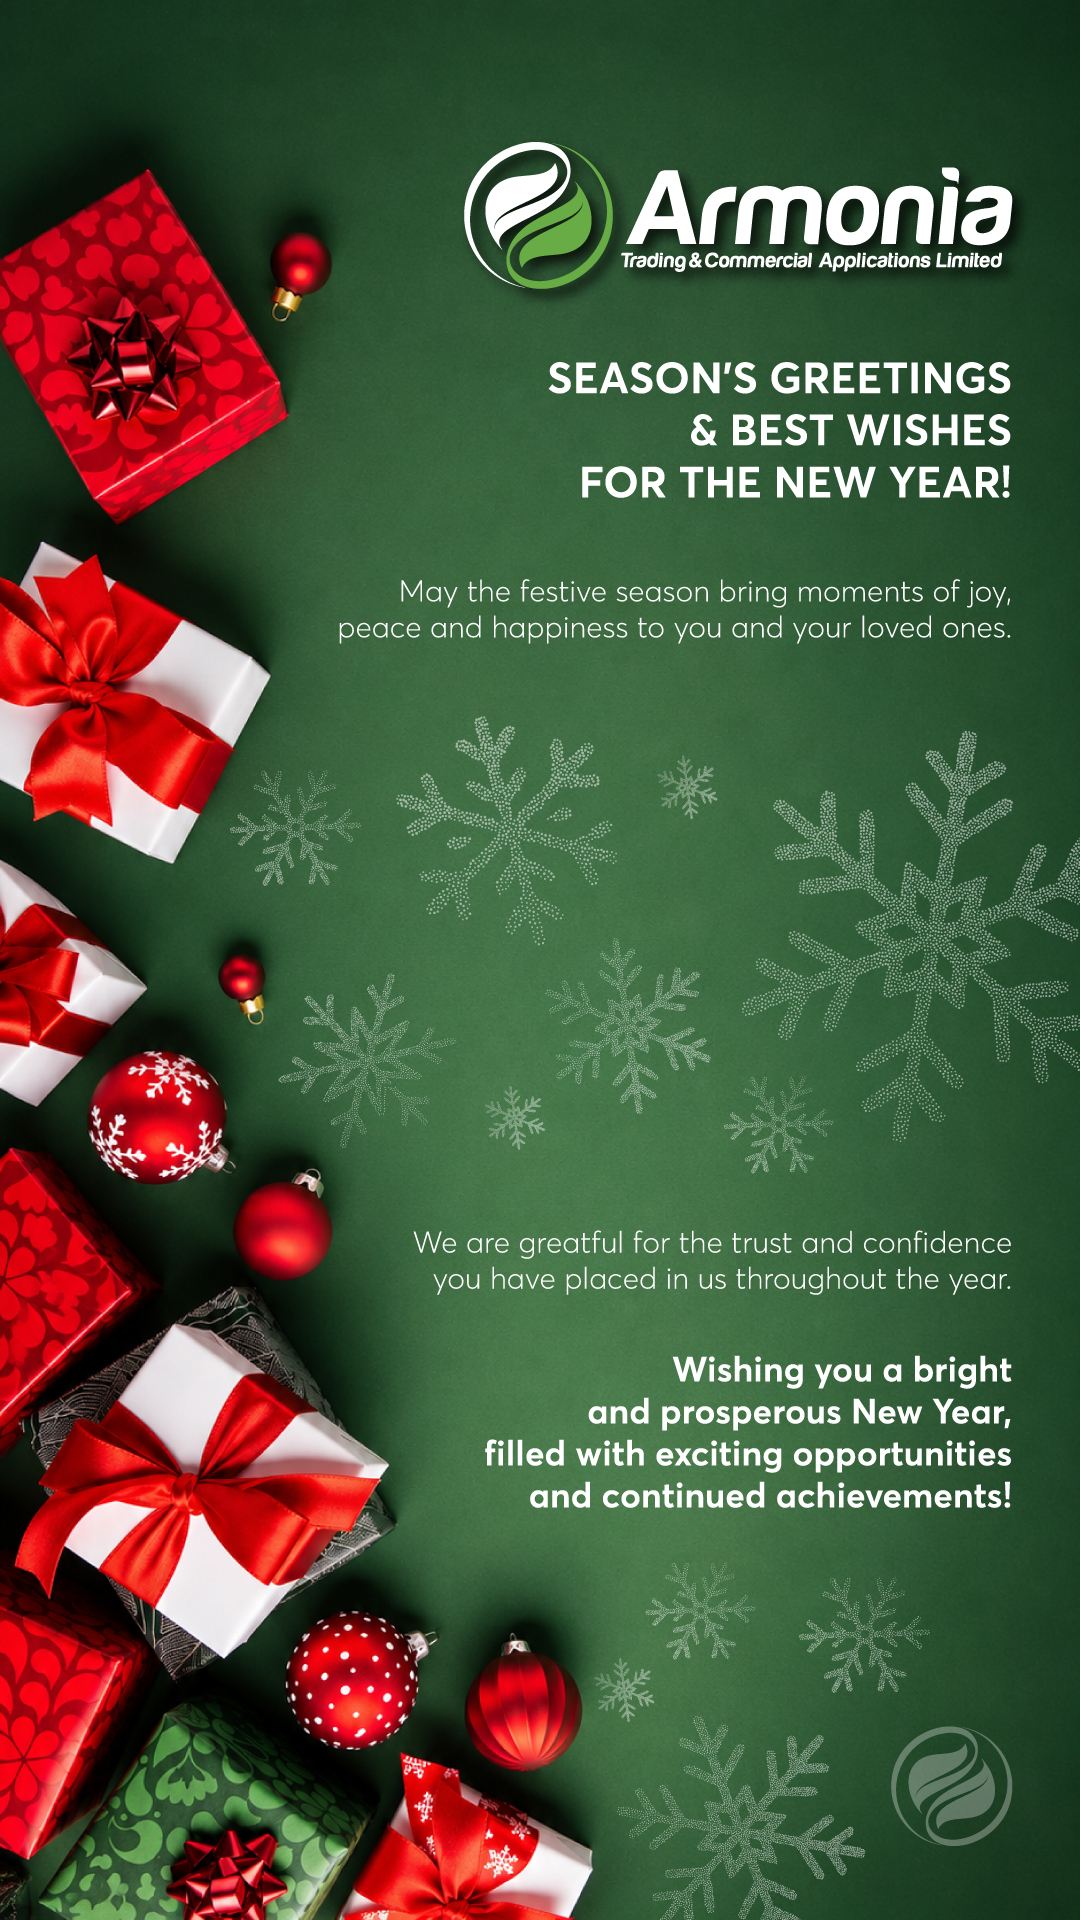 Armonia
Trading & Commercial Applications Limited
SEASON'S GREETINGS
& BEST WISHES
FOR THE NEW YEAR!
May the festive season bring moments of joy,
peace and happiness to you and your loved ones.
We are greatful for the trust and confidence
you have placed in us throughout the year.
Wishing you a bright
and prosperous New Year,
filled with exciting opportunities
and continued achievements!